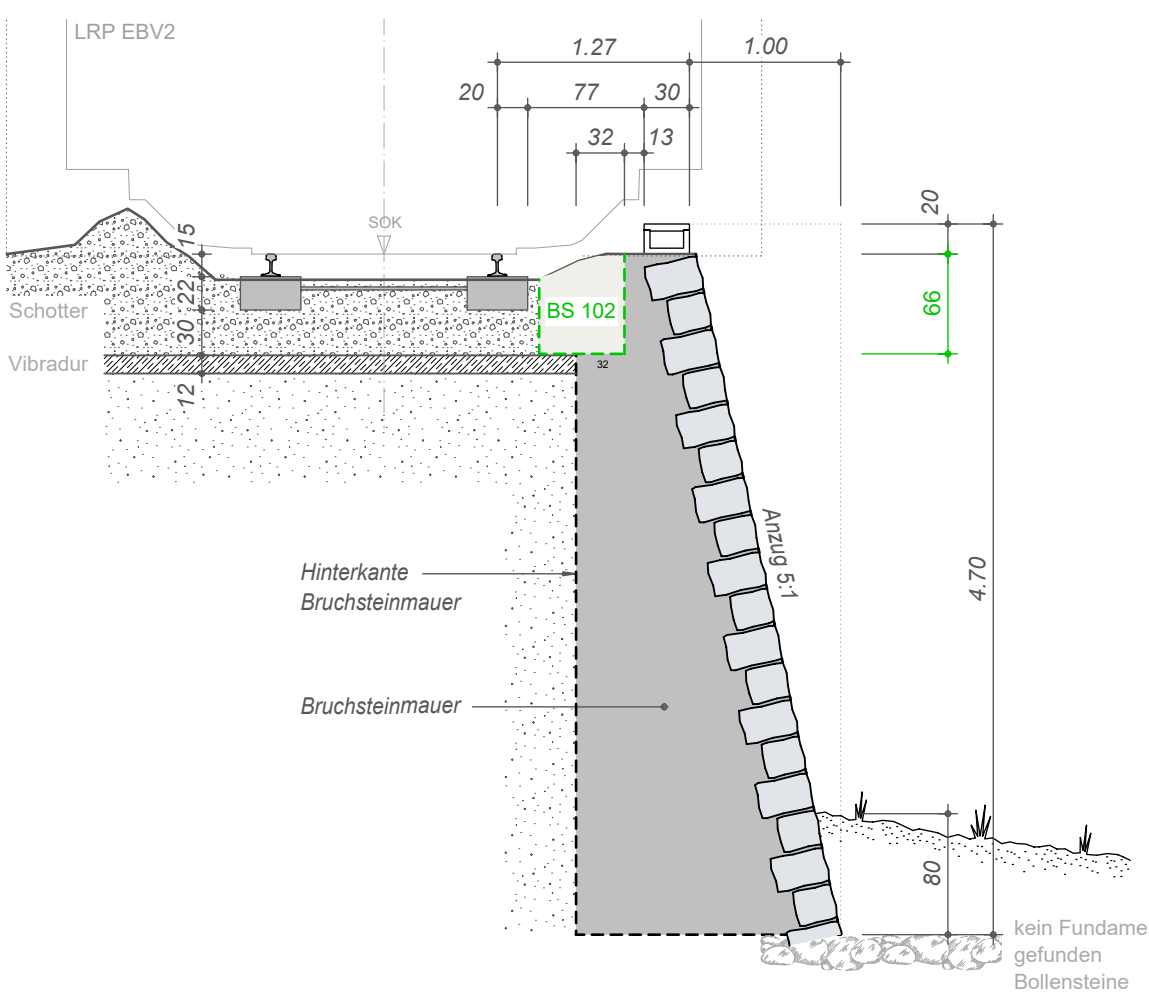 LRP EBV2
1.27
1.00
20
77
30
32
13
20
SOK
15
Schotter
22
BS 102
66
30
Vibradur
32
12
Anzug 5:1
Hinterkante
Bruchsteinmauer
4.70
Bruchsteinmauer
80
kein Fundame
gefunden
Bollensteine